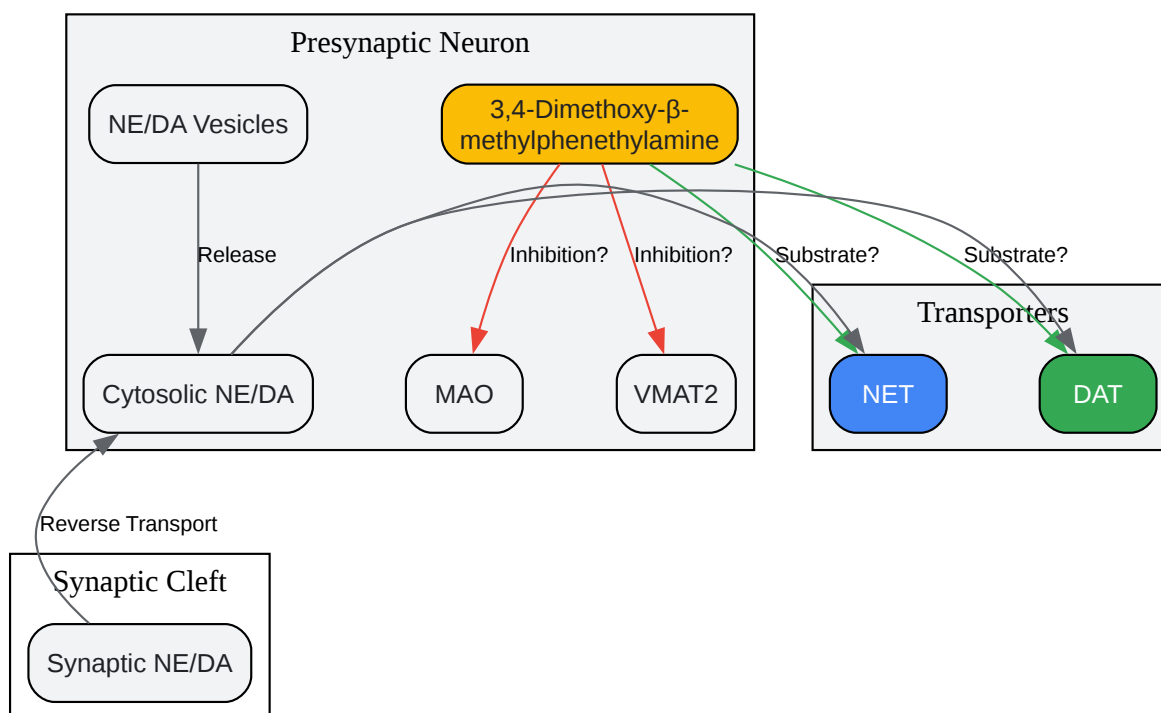 Presynaptic Neuron
NE/DA Vesicles
3,4-Dimethoxy-β-
methylphenethylamine
Release
Inhibition?
Inhibition?
Substrate?
Substrate?
Transporters
Cytosolic NE/DA
MAO
VMAT2
NET
DAT
Reverse Transport
Synaptic Cleft
Synaptic NE/DA